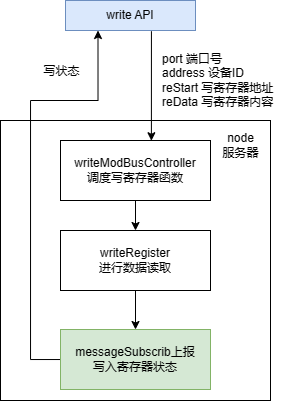 write API
写状态
port 端口号
address 设备ID
reStart 写寄存器地址
reData 写寄存器内容
node
服务器
writeModBusController
调度写寄存器函数
writeRegister
进行数据读取
messageSubscrib上报
写入寄存器状态